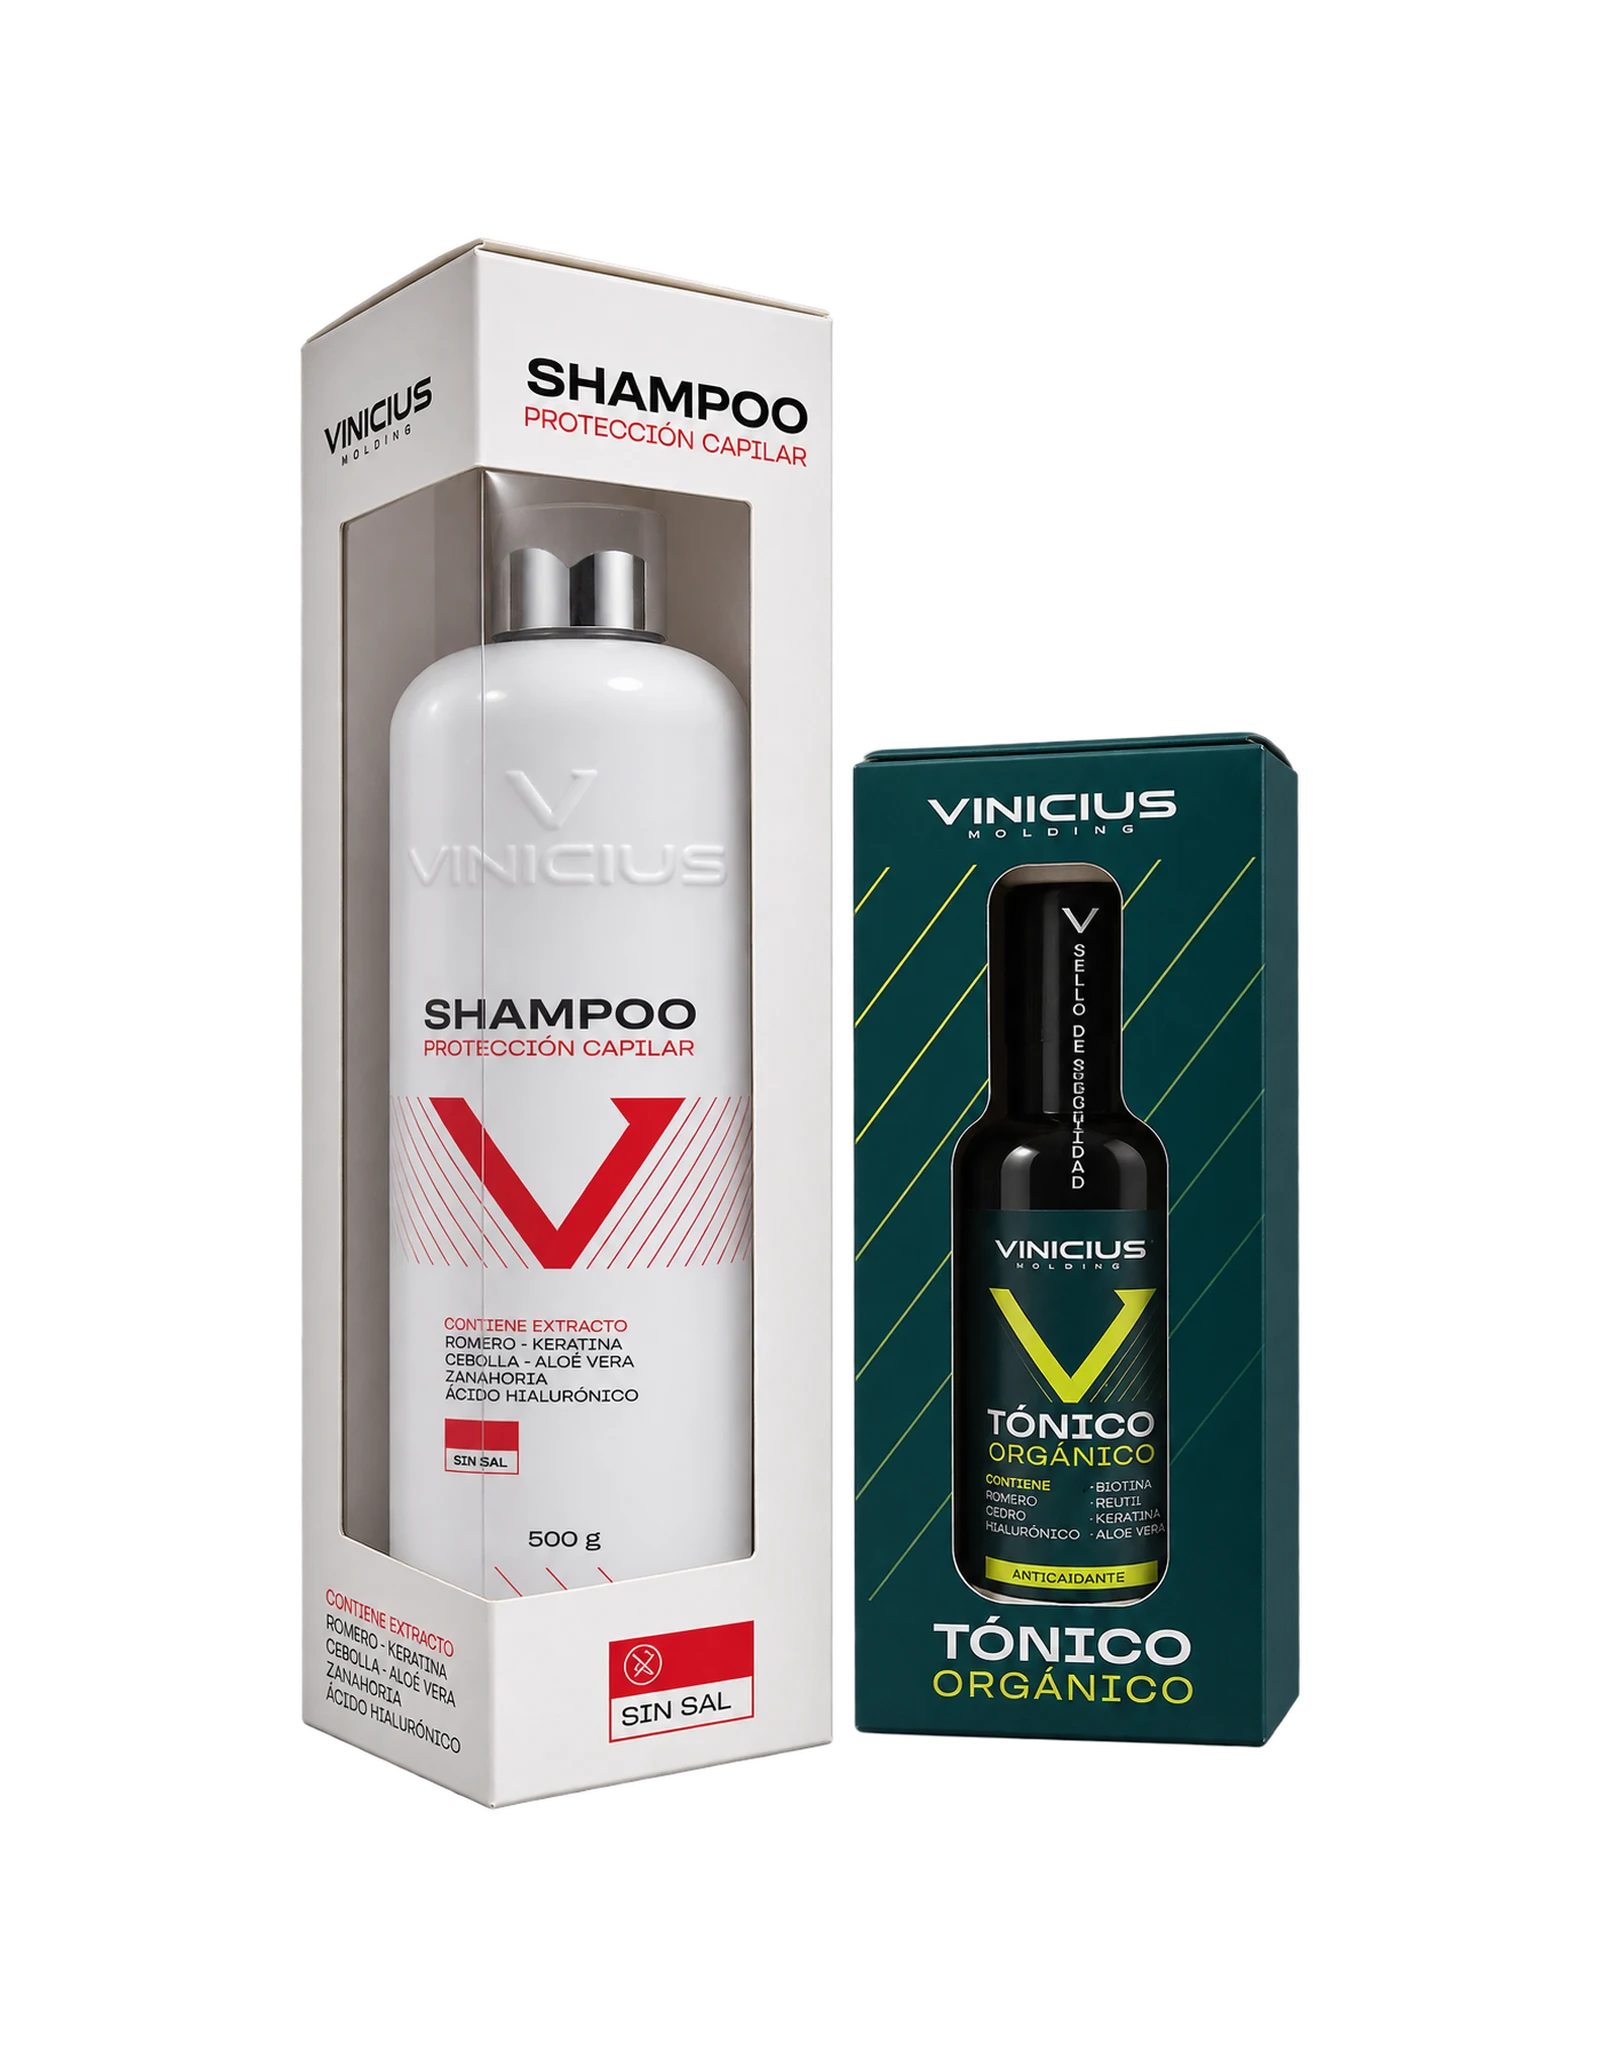 VINICIUS
MOLDING
SHAMPOO
PROTECCIÓN CAPILAR
V
VINICIUS
SHAMPOO
PROTECCIÓN CAPILAR
V
CONTIENE EXTRACTO
ROMERO - KERATINA
CEBOLLA - ALOÉ VERA
ZANAHORIA
ÁCIDO HIALURÓNICO
SIN SAL
500 g
CONTIENE EXTRACTO
ROMERO - KERATINA
CEBOLLA - ALOÉ VERA
ZANAHORIA
ÁCIDO HIALURÓNICO
SIN SAL
VINICIUS
MOLDING
V
SELLO DE
VINICIUS
MOLDING
V
TÓNICO
ORGÁNICO
CONTIENE
ROMERO
CEDRO
HIALURÓNICO
· BIOTINA
· REUTIL
· KERATINA
· ALOE VERA
ANTICAIDANTE
TÓNICO
ORGÁNICO